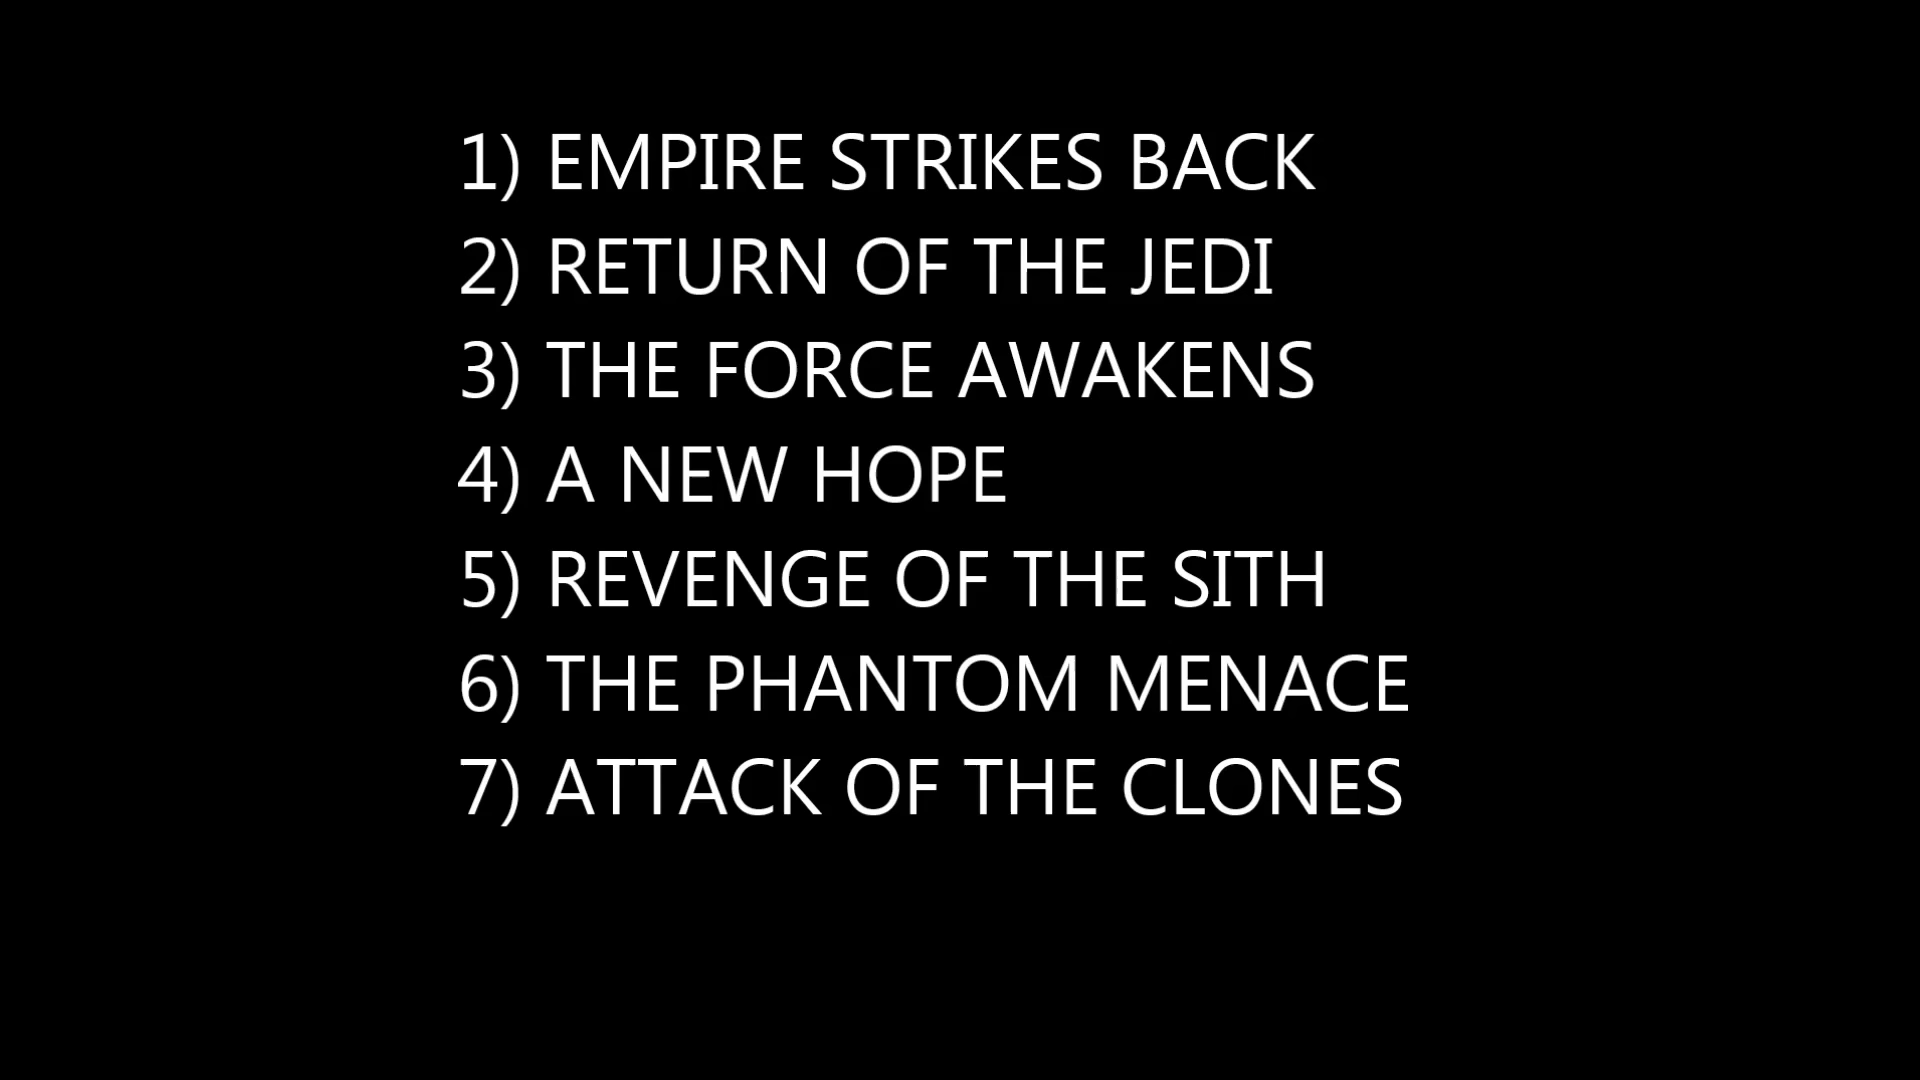 1) EMPIRE STRIKES BACK
2) RETURN OF THE JEDI
3) THE FORCE AWAKENS
4) A NEW HOPE
5) REVENGE OF THE SITH
6) THE PHANTOM MENACE
7) ATTACK OF THE CLONES